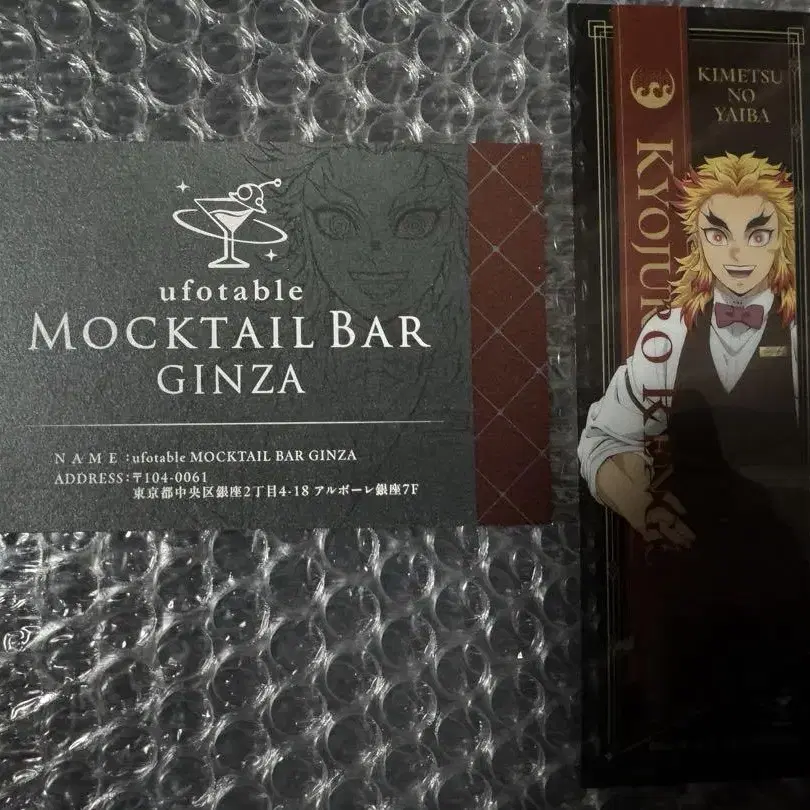 ufotable
MOCKTAIL BAR
GINZA
NAME:ufotable MOCKTAIL BAR GINZA
ADDRESS:〒104-0061
東京都中央区銀座2丁目4-18 アルボーレ銀座7F
KIMETSU
NO
YAIBA
KYOJURO